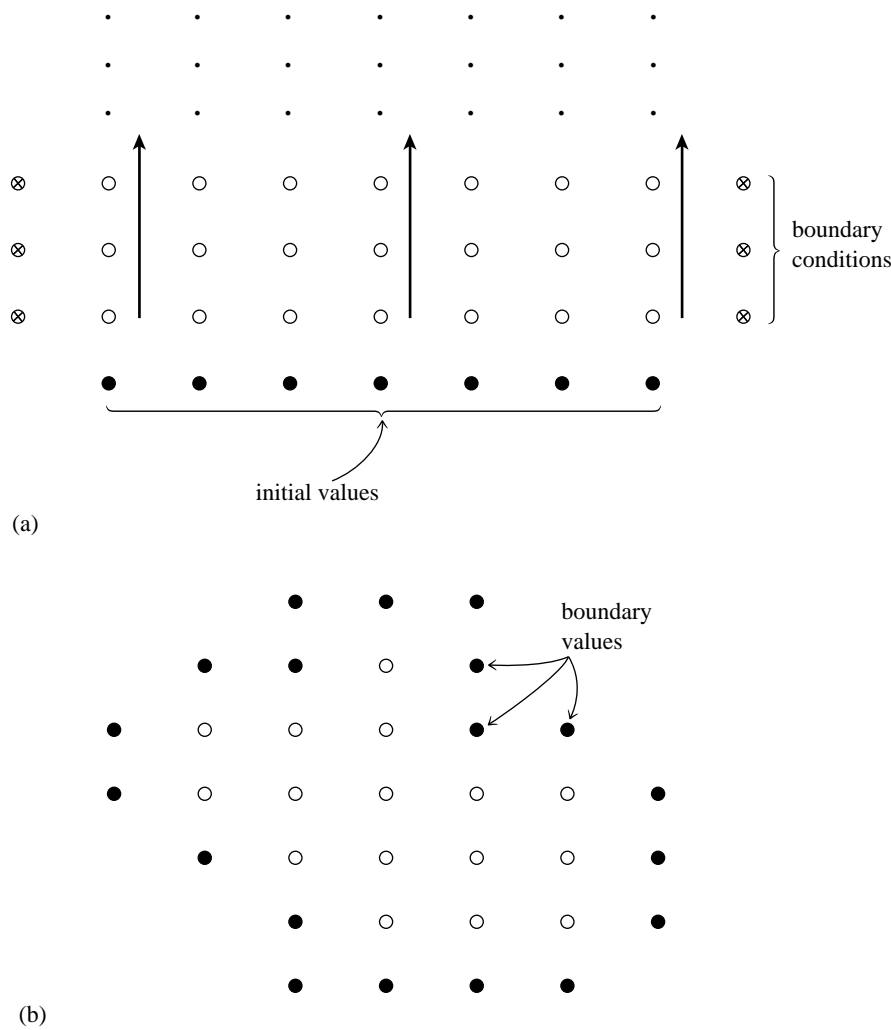 boundary
conditions
initial values
(a)
boundary
values
(b)